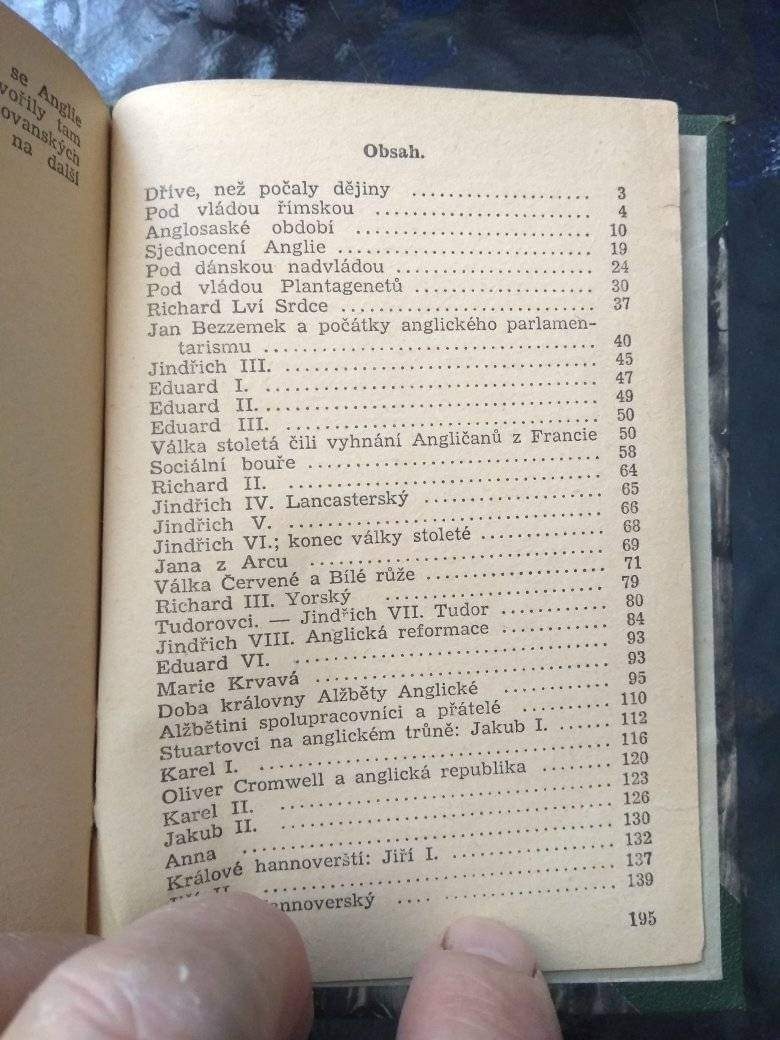 se Anglie
vořily tam
ovanských
na další
Obsah.
Dříve, než počaly dějiny .................... 3
Pod vládou římskou ........................ 4
Anglosaské období .......................... 10
Sjednocení Anglie ............................ 19
Pod dánskou nadvládou ...................... 24
Pod vládou Plantagenetů .................... 30
Richard Lví Srdce .............................. 37
Jan Bezzemek a počátky anglického parlamen-
tarismu .................................... 40
Jindřich III. .................................... 45
Eduard I. ...................................... 47
Eduard II. ...................................... 49
Eduard III. .................................... 50
Válka stoletá čili vyhnání Angličanů z Francie 50
Sociální bouře .................................. 58
Richard II. .................................... 64
Jindřich IV. Lancasterský .................... 65
Jindřich V. .................................... 66
Jindřich VI.; konec války stoleté .............. 68
Jana z Arcu .................................. 69
Válka Červené a Bílé růže .................... 71
Richard III. Yorský .......................... 79
Tudorovci. — Jindřich VII. Tudor ............ 80
Jindřich VIII. Anglická reformace ............ 84
Eduard VI. .................................... 93
Marie Krvavá .................................. 93
Doba královny Alžběty Anglické ............ 95
Alžbětini spolupracovníci a přátelé .......... 110
Stuartovci na anglickém trůně: Jakub I. ...... 112
Karel I. ........................................ 116
Oliver Cromwell a anglická republika ........ 120
Karel II. ...................................... 123
Jakub II. ...................................... 126
Anna .......................................... 130
Králové hannoverští: Jiří I. .................. 132
Jiří II. ........................................ 137
nnoverský .... .................. 139
195